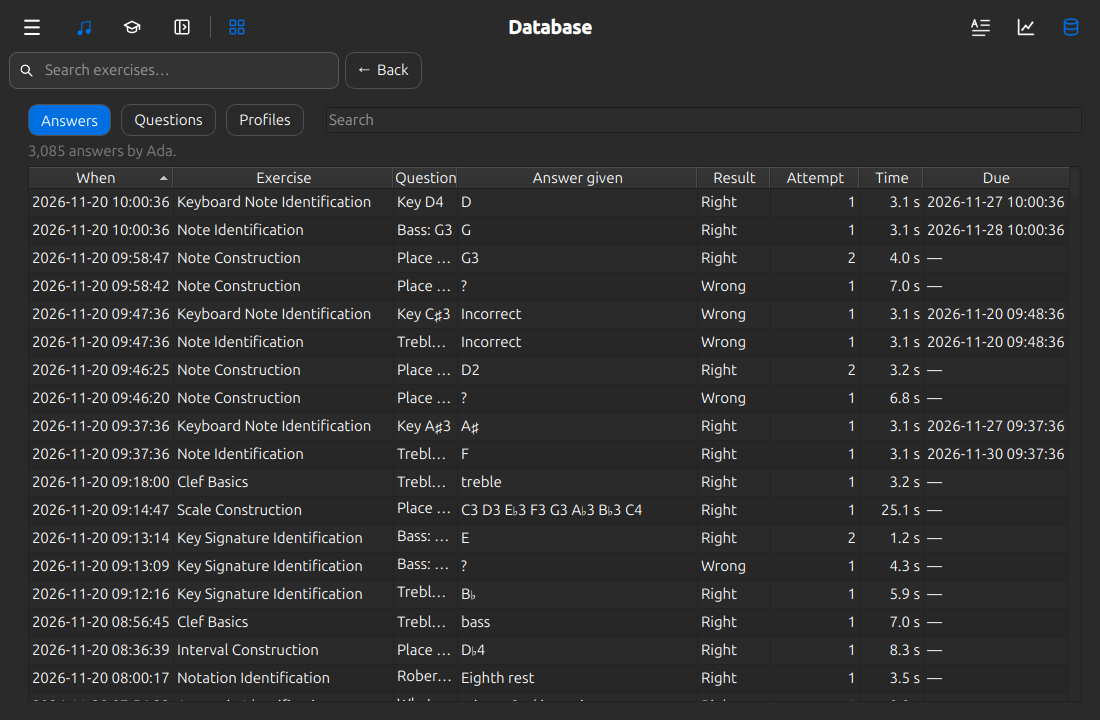 Database
Search exercises…
← Back
Answers Questions Profiles Search
3,085 answers by Ada.
When Exercise Question Answer given Result Attempt Time Due
2026-11-20 10:00:36 Keyboard Note Identification Key D4 D Right 1 3.1 s 2026-11-27 10:00:36
2026-11-20 10:00:36 Note Identification Bass: G3 G Right 1 3.1 s 2026-11-28 10:00:36
2026-11-20 09:58:47 Note Construction Place … G3 Right 2 4.0 s —
2026-11-20 09:58:42 Note Construction Place … ? Wrong 1 7.0 s —
2026-11-20 09:47:36 Keyboard Note Identification Key C♯3 Incorrect Wrong 1 3.1 s 2026-11-20 09:48:36
2026-11-20 09:47:36 Note Identification Trebl… Incorrect Wrong 1 3.1 s 2026-11-20 09:48:36
2026-11-20 09:46:25 Note Construction Place … D2 Right 2 3.2 s —
2026-11-20 09:46:20 Note Construction Place … ? Wrong 1 6.8 s —
2026-11-20 09:37:36 Keyboard Note Identification Key A♯3 A♯ Right 1 3.1 s 2026-11-27 09:37:36
2026-11-20 09:37:36 Note Identification Trebl… F Right 1 3.1 s 2026-11-30 09:37:36
2026-11-20 09:18:00 Clef Basics Trebl… treble Right 1 3.2 s —
2026-11-20 09:14:47 Scale Construction Place … C3 D3 E♭3 F3 G3 A♭3 B♭3 C4 Right 1 25.1 s —
2026-11-20 09:13:14 Key Signature Identification Bass: … E Right 2 1.2 s —
2026-11-20 09:13:09 Key Signature Identification Bass: … ? Wrong 1 4.3 s —
2026-11-20 09:12:16 Key Signature Identification Trebl… B♭ Right 1 5.9 s —
2026-11-20 08:56:45 Clef Basics Trebl… bass Right 1 7.0 s —
2026-11-20 08:36:39 Interval Construction Place … D♭4 Right 1 8.3 s —
2026-11-20 08:00:17 Notation Identification Rober… Eighth rest Right 1 3.5 s —